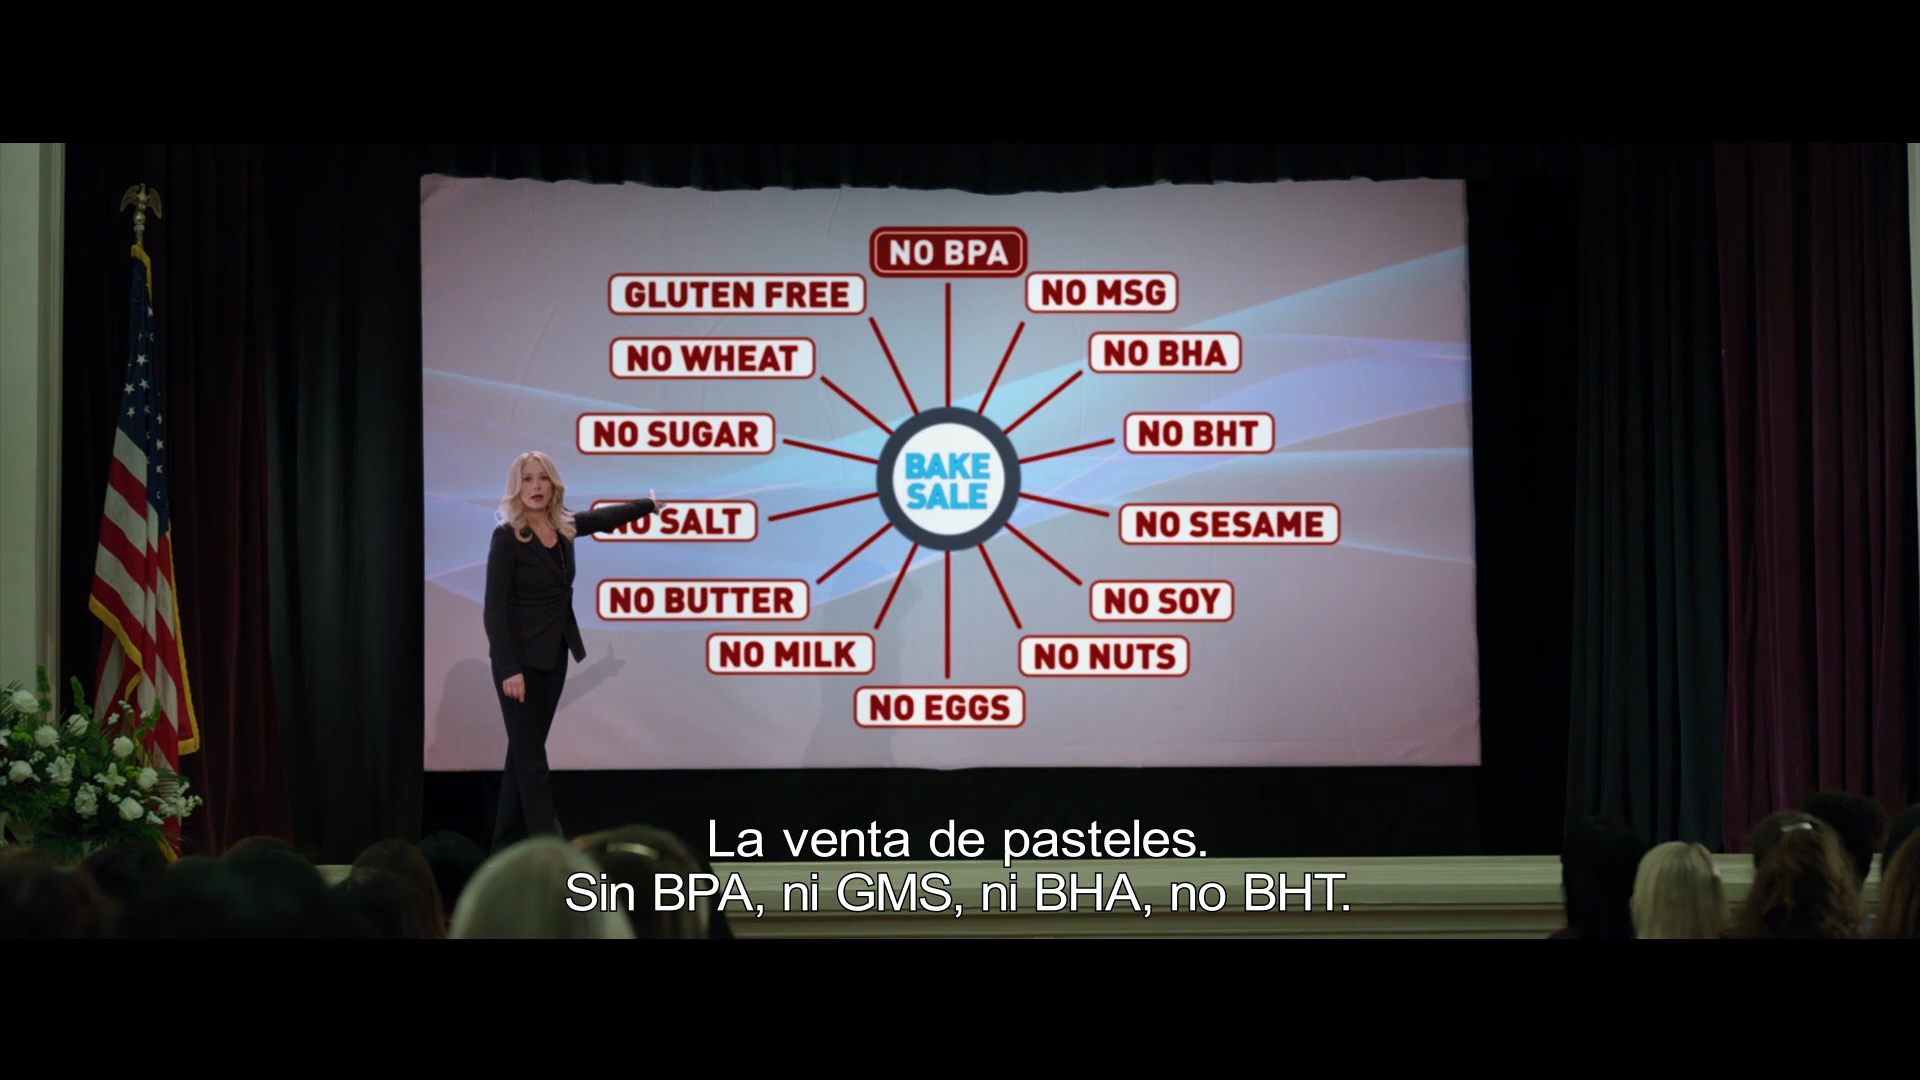 NO BPA
GLUTEN FREE
NO MSG
NO WHEAT
NO BHA
NO SUGAR
NO BHT
BAKE
SALE
NO SALT
NO SESAME
NO BUTTER
NO SOY
NO MILK
NO NUTS
NO EGGS
La venta de pasteles.
Sin BPA, ni GMS, ni BHA, no BHT.